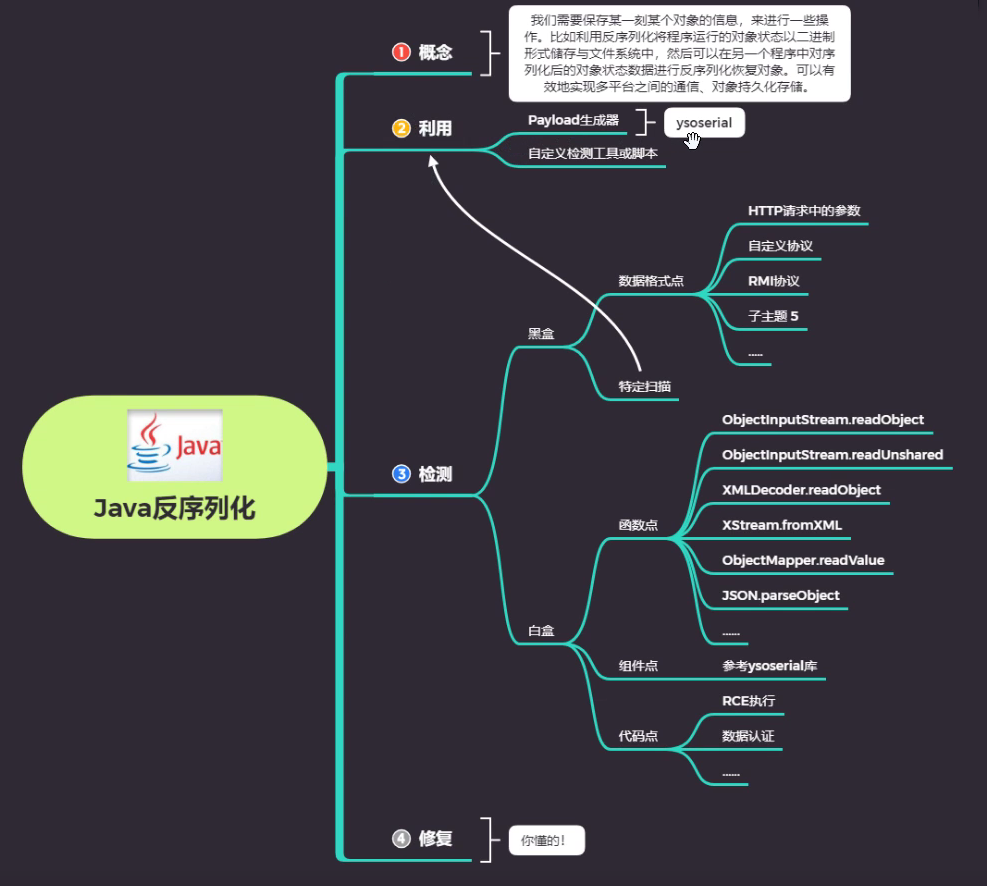 1 概念
我们需要保存某一刻某个对象的信息，来进行一些操
作。比如利用反序列化将程序运行的对象状态以二进制
形式储存与文件系统中，然后可以在另一个程序中对序
列化后的对象状态数据进行反序列化恢复对象。可以有
效地实现多平台之间的通信、对象持久化存储。
2 利用
Payload生成器
ysoserial
自定义检测工具或脚本
HTTP请求中的参数
自定义协议
数据格式点
RMI协议
子主题 5
.....
黑盒
特定扫描
Java
Java反序列化
3 检测
ObjectInputStream.readObject
ObjectInputStream.readUnshared
XMLDecoder.readObject
函数点
XStream.fromXML
ObjectMapper.readValue
JSON.parseObject
......
白盒
组件点
参考ysoserial库
RCE执行
代码点
数据认证
......
4 修复
你懂的！